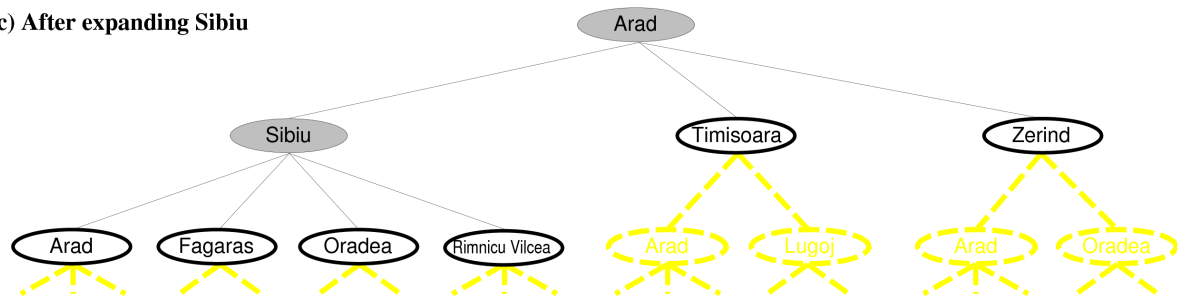 c) After expanding Sibiu
Arad
Sibiu
Timisoara
Zerind
Arad
Fagaras
Oradea
Rimnicu Vilcea
Arad
Lugoj
Arad
Oradea